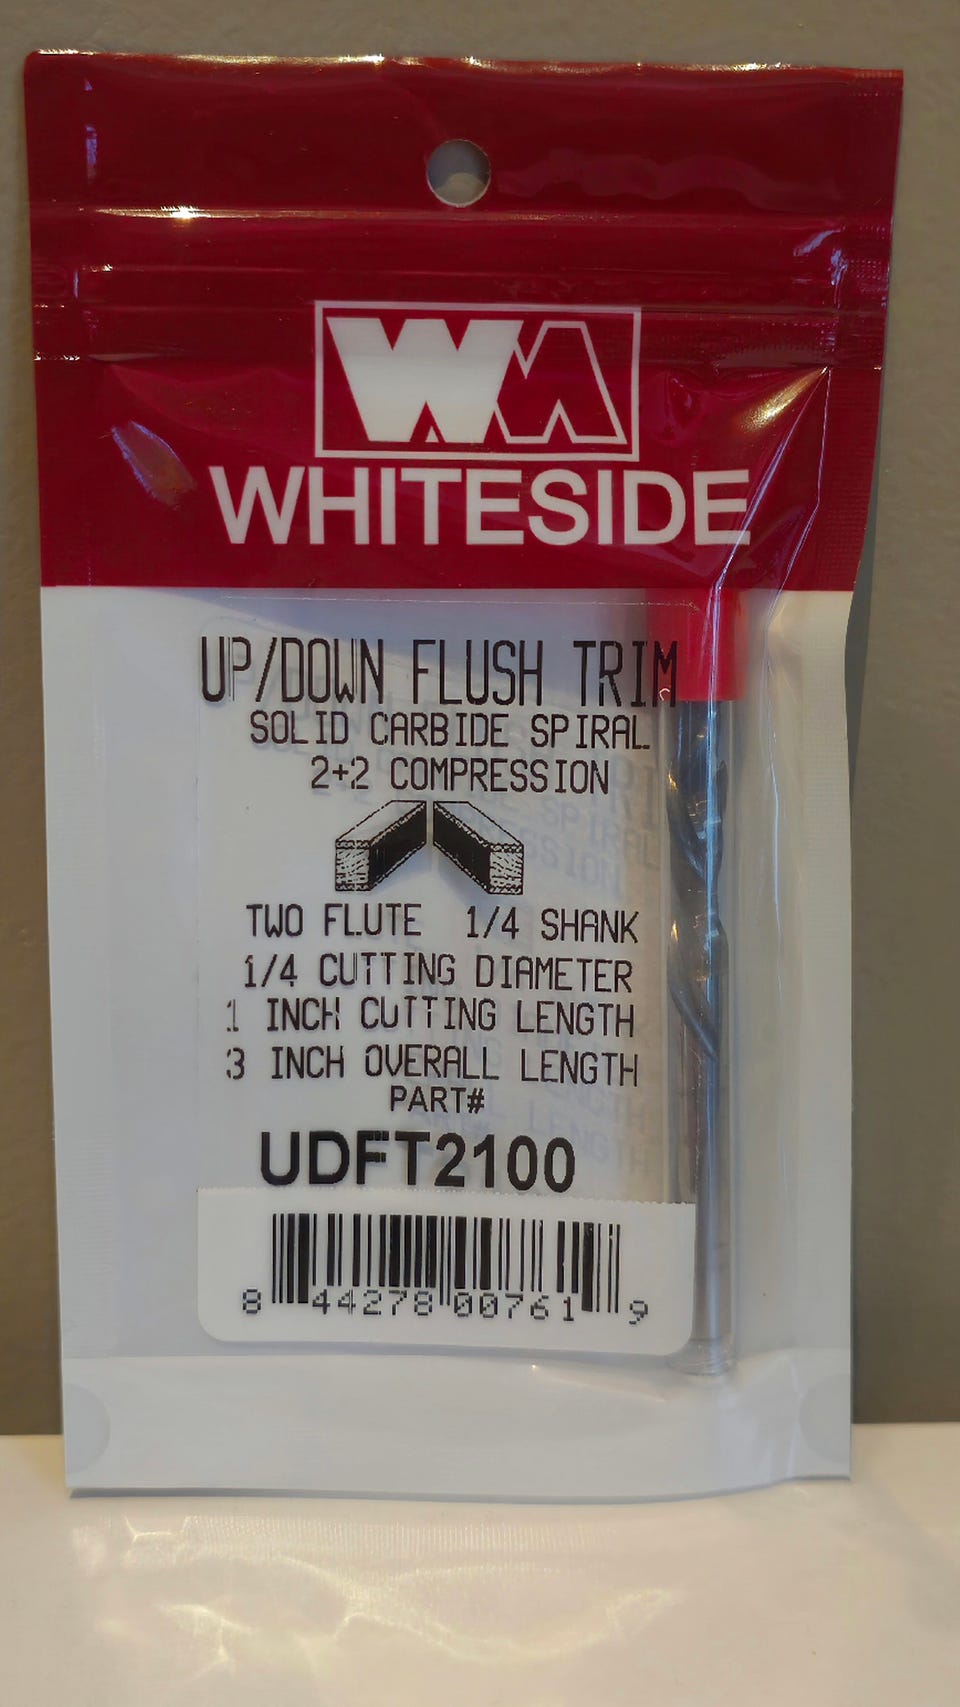 WA
WHITESIDE
UP/DOWN FLUSH TRIM
SOLID CARBIDE SPIRAL
2+2 COMPRESSION
TWO FLUTE 1/4 SHANK
1/4 CUTTING DIAMETER
1 INCH CUTTING LENGTH
3 INCH OVERALL LENGTH
PART#
UDFT2100
8 44278 00761 9